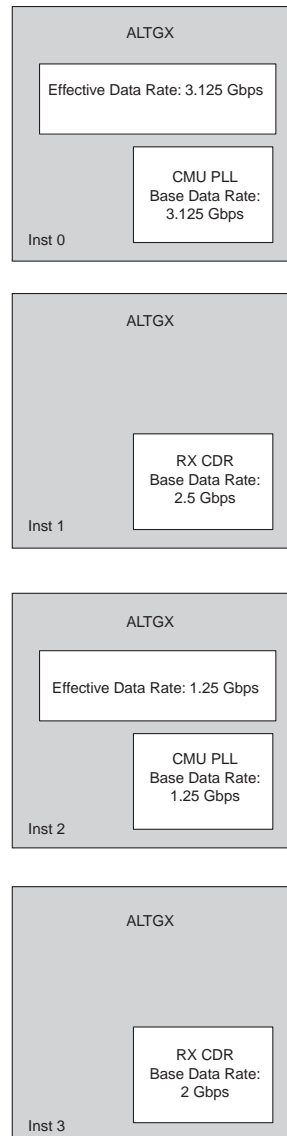 ALTGX
Effective Data Rate: 3.125 Gbps
CMU PLL
Base Data Rate:
3.125 Gbps
Inst 0
ALTGX
RX CDR
Base Data Rate:
2.5 Gbps
Inst 1
ALTGX
Effective Data Rate: 1.25 Gbps
CMU PLL
Base Data Rate:
1.25 Gbps
Inst 2
ALTGX
RX CDR
Base Data Rate:
2 Gbps
Inst 3